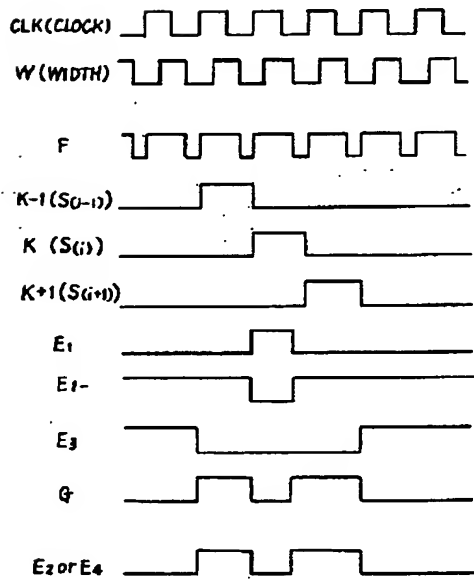 CLK(CLOCK)
W(WIDTH)
F
K-1(S(i-1))
K (S(i))
K+1(S(i+1))
E1
E1-
E3
G
E2 or E4